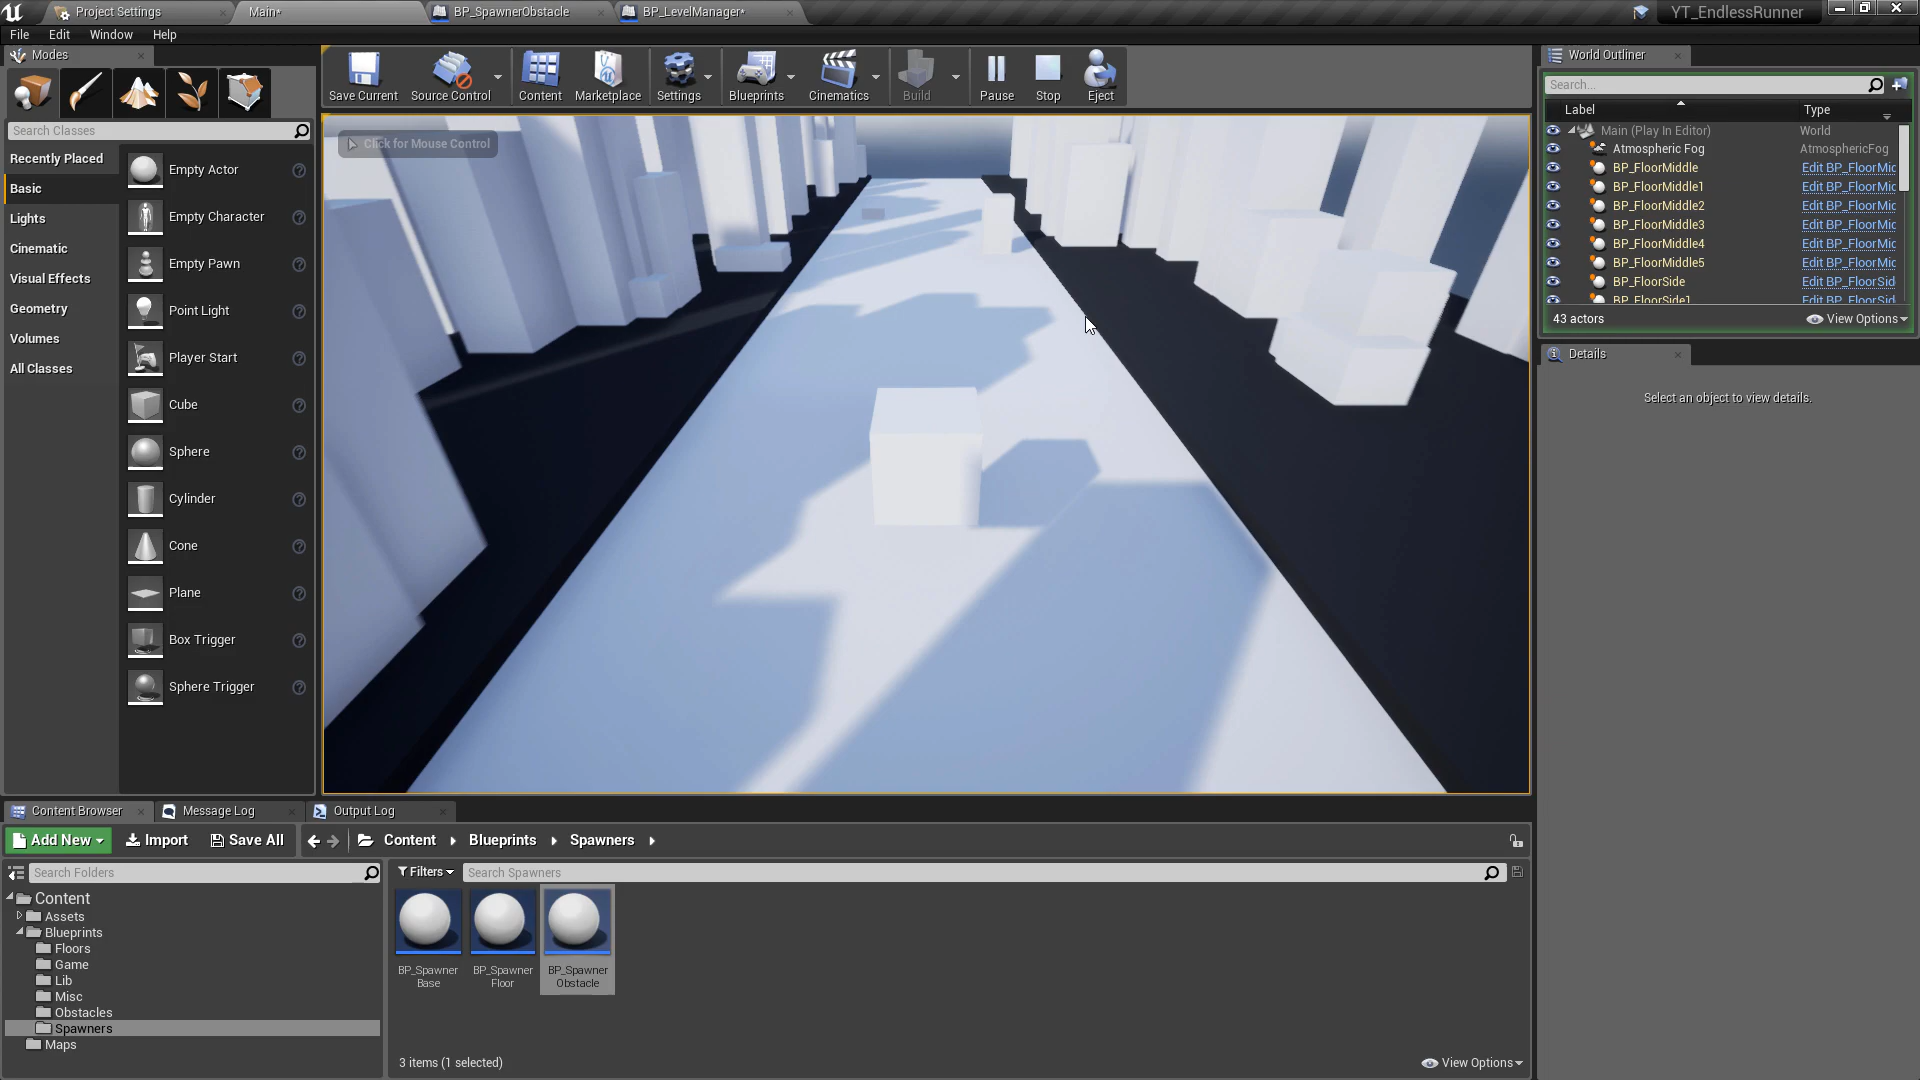 Project Settings
Main*
BP_SpawnerObstacle
BP_LevelManager*
YT_EndlessRunner
File Edit Window Help
Modes
Search Classes
Recently Placed
Basic
Lights
Cinematic
Visual Effects
Geometry
Volumes
All Classes
Empty Actor
Empty Character
Empty Pawn
Point Light
Player Start
Cube
Sphere
Cylinder
Cone
Plane
Box Trigger
Sphere Trigger
Save Current
Source Control
Content
Marketplace
Settings
Blueprints
Cinematics
Build
Pause
Stop
Eject
Click for Mouse Control
World Outliner
Search...
Label Type
Main (Play In Editor) World
Atmospheric Fog AtmosphericFog
BP_FloorMiddle Edit BP_FloorMic
BP_FloorMiddle1 Edit BP_FloorMic
BP_FloorMiddle2 Edit BP_FloorMic
BP_FloorMiddle3 Edit BP_FloorMic
BP_FloorMiddle4 Edit BP_FloorMic
BP_FloorMiddle5 Edit BP_FloorMic
BP_FloorSide Edit BP_FloorSid
BP_FloorSide1 Edit BP_FloorSid
43 actors
View Options
Details
Select an object to view details.
Content Browser
Message Log
Output Log
Add New
Import
Save All
Content
Blueprints
Spawners
Search Folders
Filters
Search Spawners
Content
Assets
Blueprints
Floors
Game
Lib
Misc
Obstacles
Spawners
Maps
BP_Spawner
Base
BP_Spawner
Floor
BP_Spawner
Obstacle
3 items (1 selected)
View Options